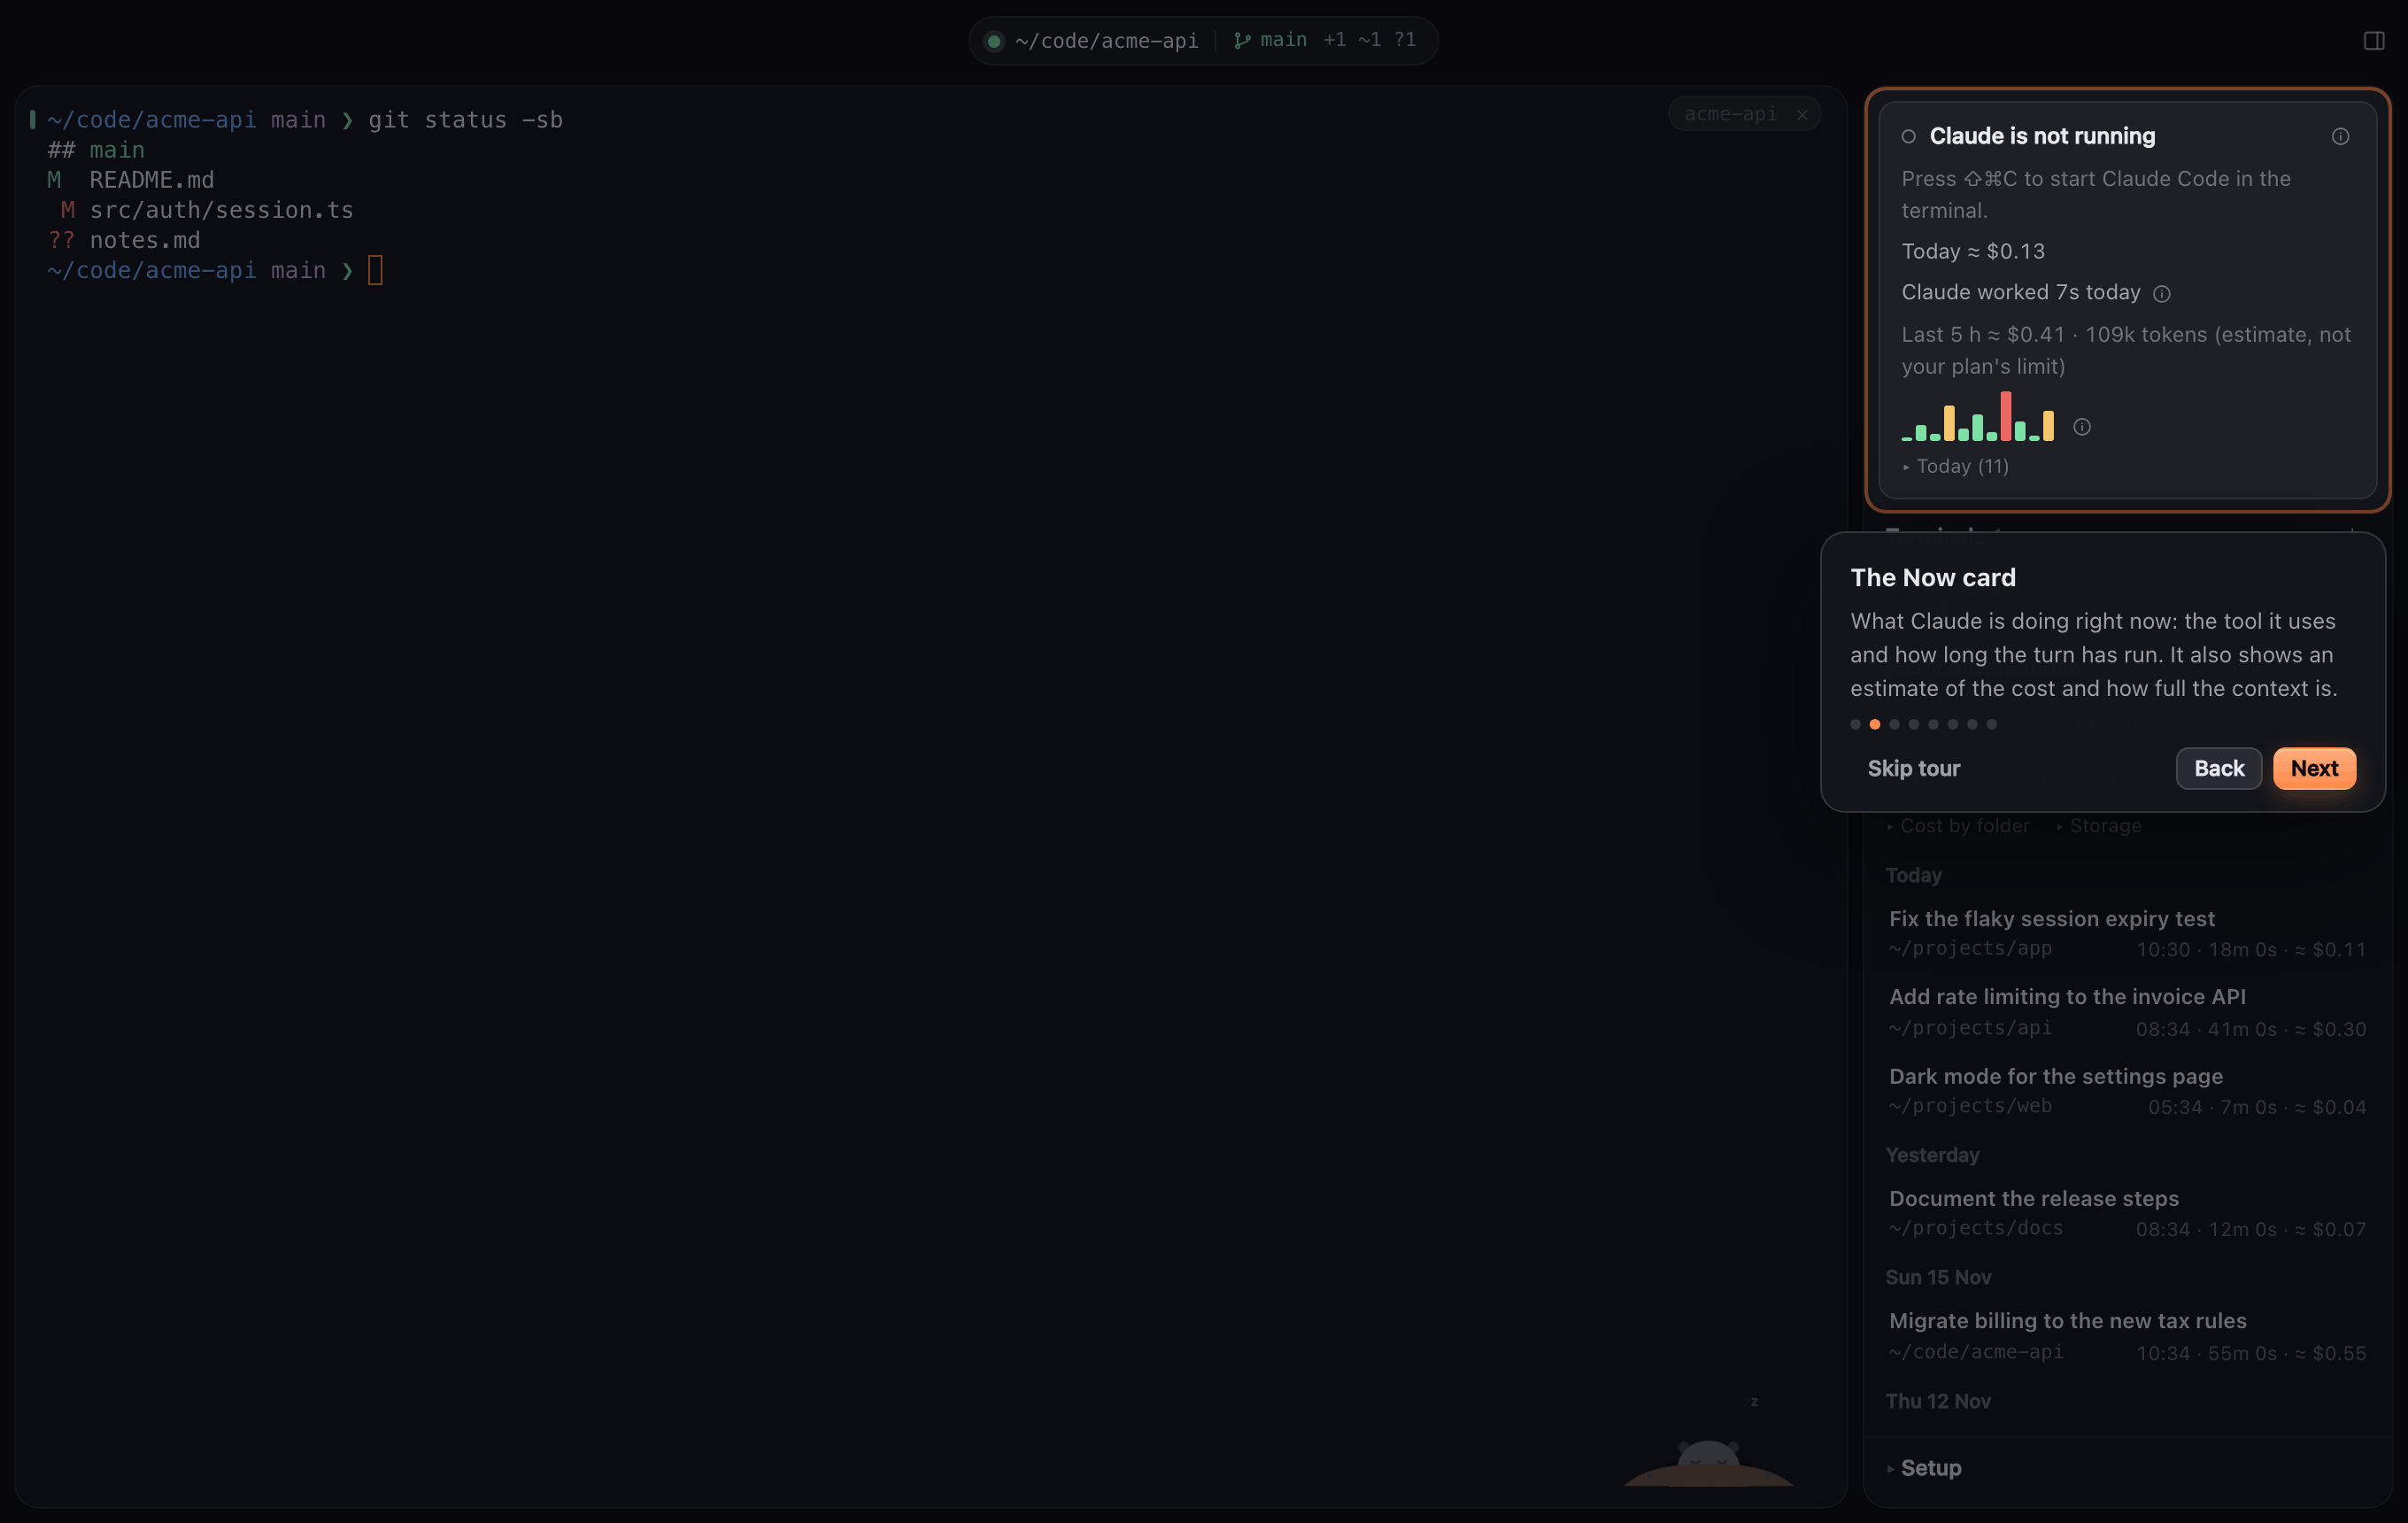 ~/code/acme-api main +1 ~1 ?1
~/code/acme-api main ❯ git status -sb
## main
M README.md
M src/auth/session.ts
?? notes.md
~/code/acme-api main ❯
acme-api ×
Claude is not running
Press ⇧⌘C to start Claude Code in the
terminal.
Today ≈ $0.13
Claude worked 7s today
Last 5 h ≈ $0.41 · 109k tokens (estimate, not
your plan's limit)
▸ Today (11)
The Now card
What Claude is doing right now: the tool it uses
and how long the turn has run. It also shows an
estimate of the cost and how full the context is.
Skip tour
Back
Next
▸ Cost by folder ▸ Storage
Today
Fix the flaky session expiry test
~/projects/app 10:30 · 18m 0s · ≈ $0.11
Add rate limiting to the invoice API
~/projects/api 08:34 · 41m 0s · ≈ $0.30
Dark mode for the settings page
~/projects/web 05:34 · 7m 0s · ≈ $0.04
Yesterday
Document the release steps
~/projects/docs 08:34 · 12m 0s · ≈ $0.07
Sun 15 Nov
Migrate billing to the new tax rules
~/code/acme-api 10:34 · 55m 0s · ≈ $0.55
Thu 12 Nov
z
▸ Setup